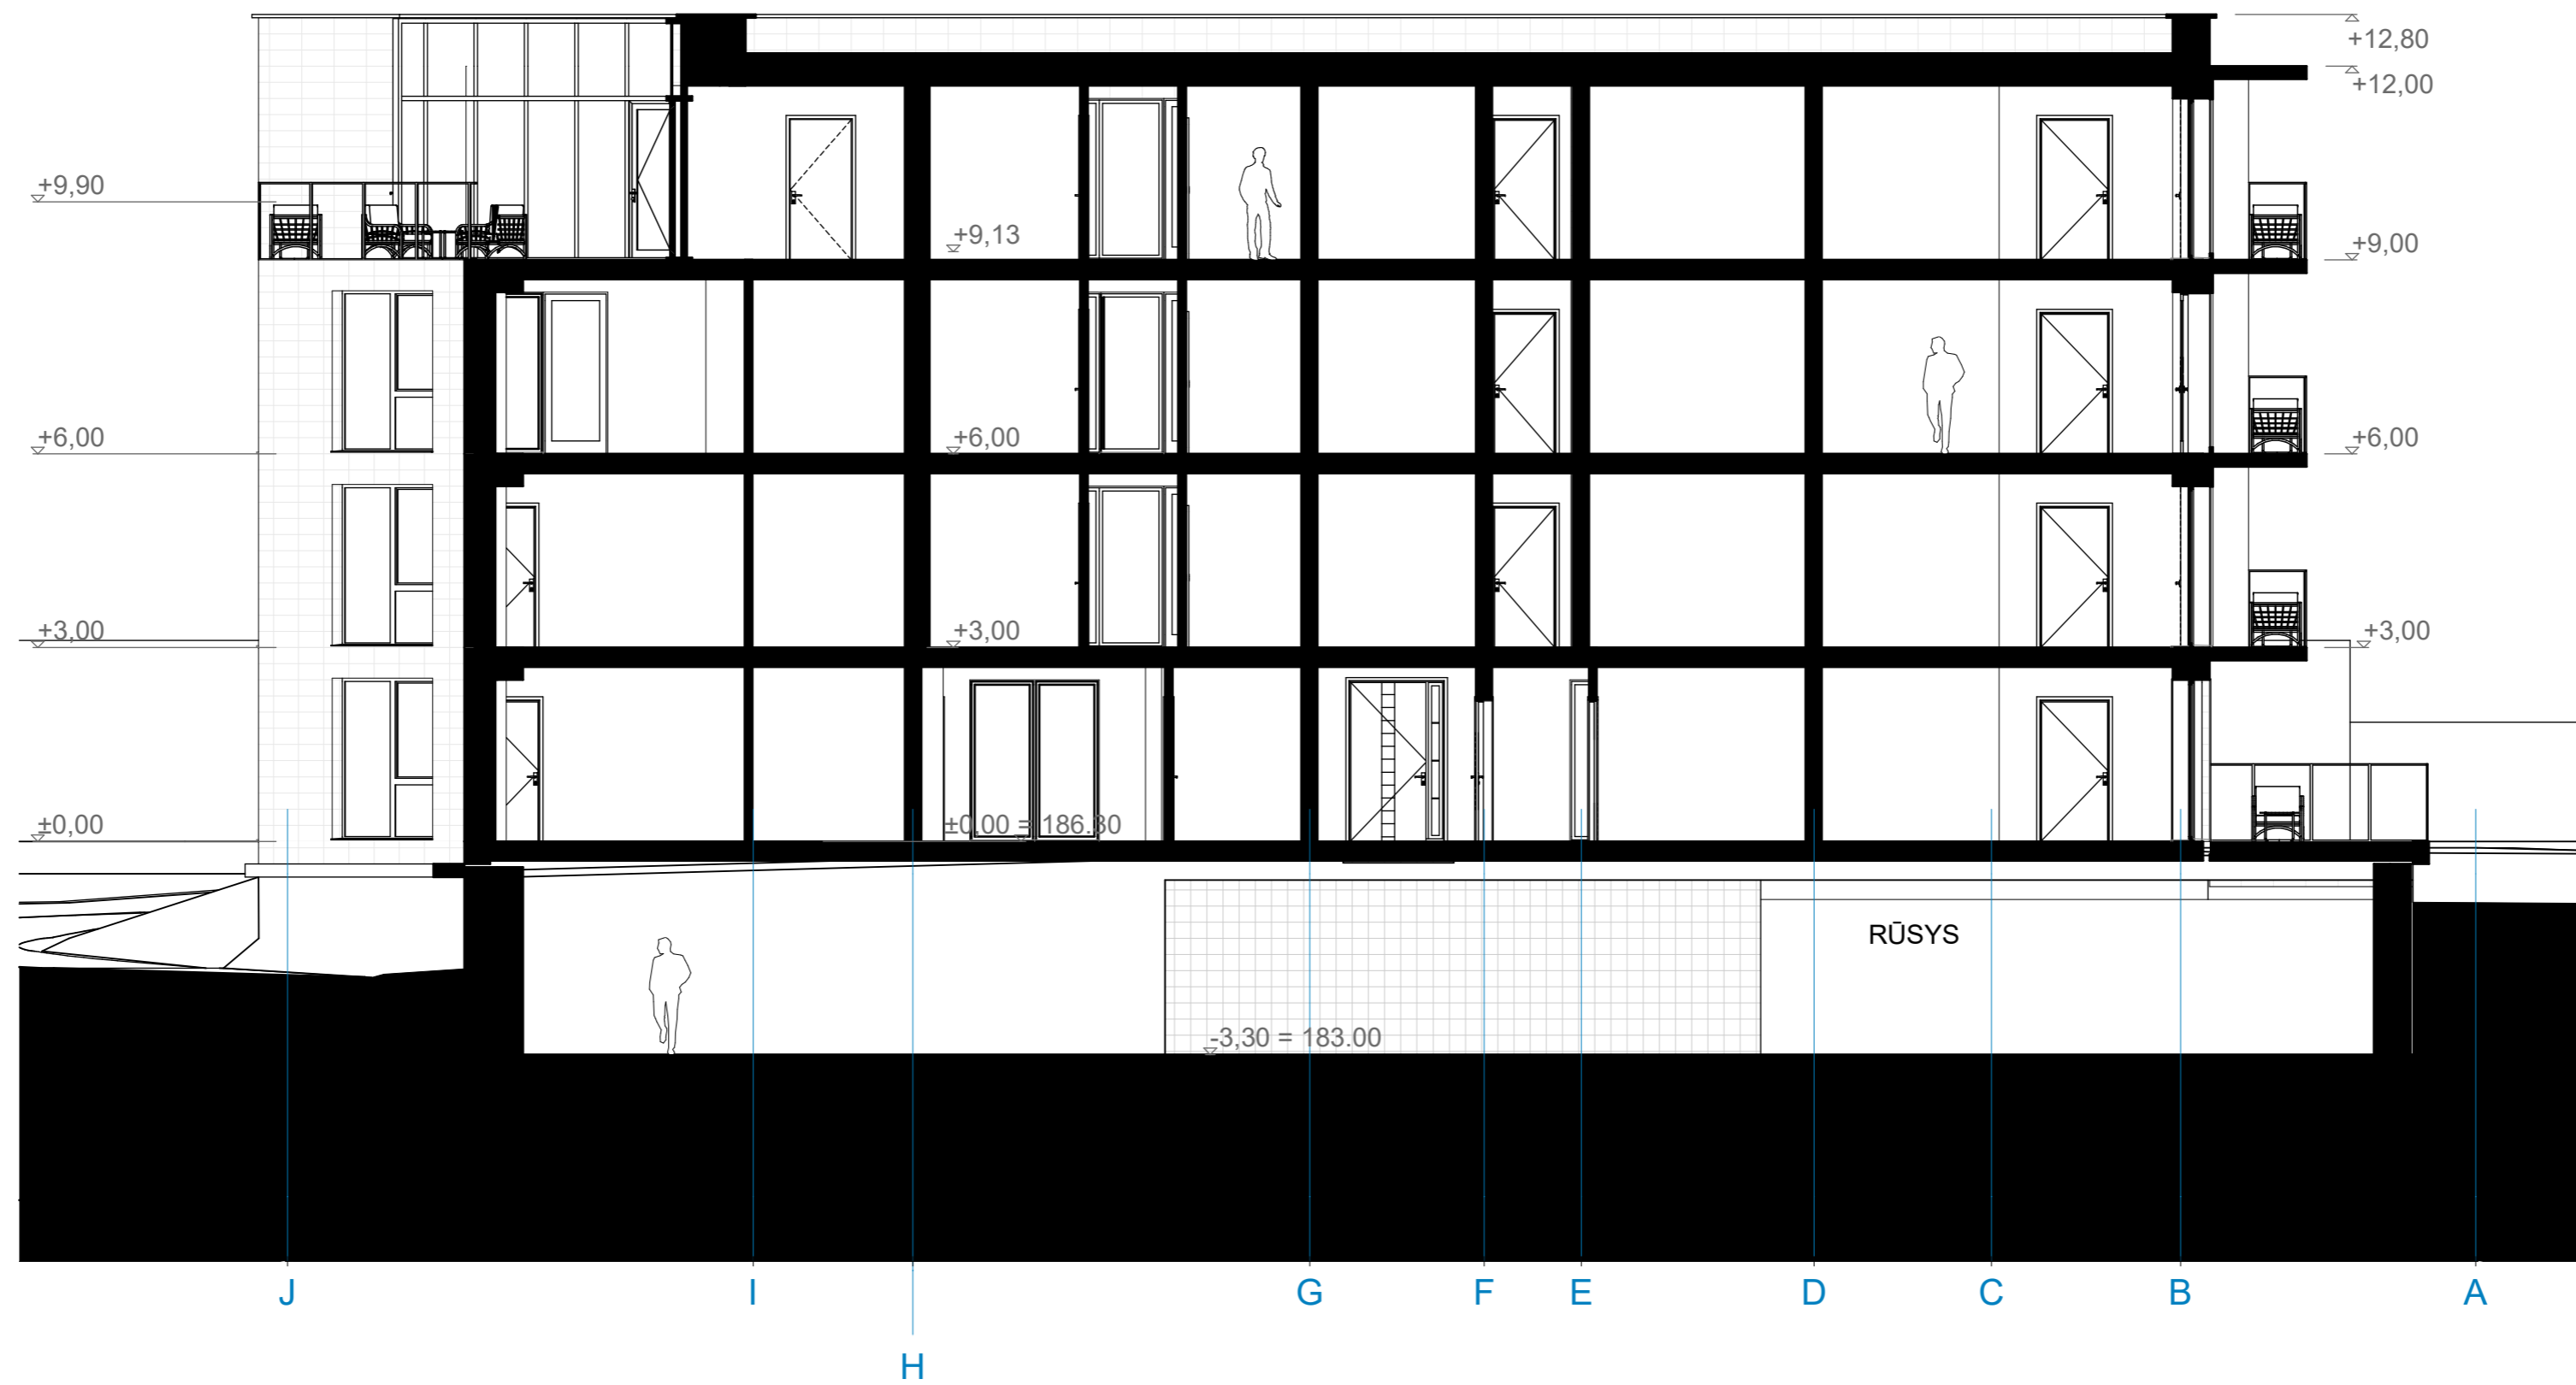 +12,80
+12,00
+9,90
+9,13
+9,00
+6,00
+6,00
+6,00
+3,00
+3,00
+3,00
±0,00
±0,00 = 186.30
RŪSYS
-3,30 = 183.00
J
I
G
F
E
D
C
B
A
H